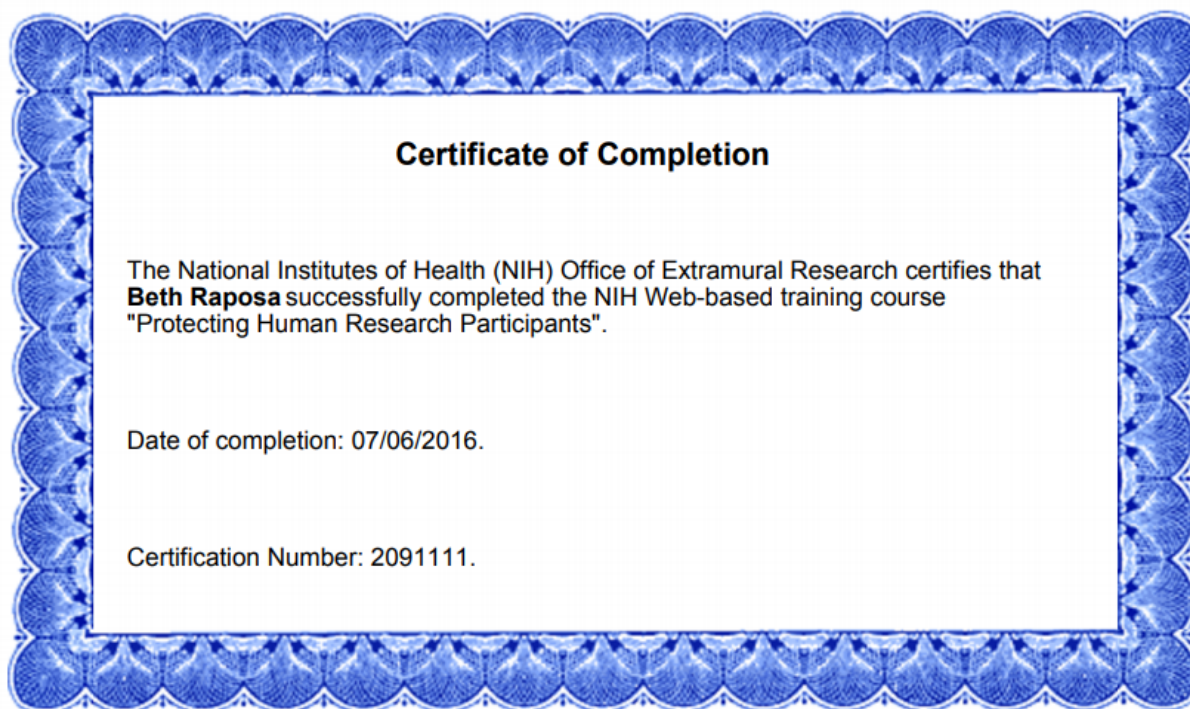 Certificate of Completion
The National Institutes of Health (NIH) Office of Extramural Research certifies that
Beth Raposa successfully completed the NIH Web-based training course
"Protecting Human Research Participants".
Date of completion: 07/06/2016.
Certification Number: 2091111.